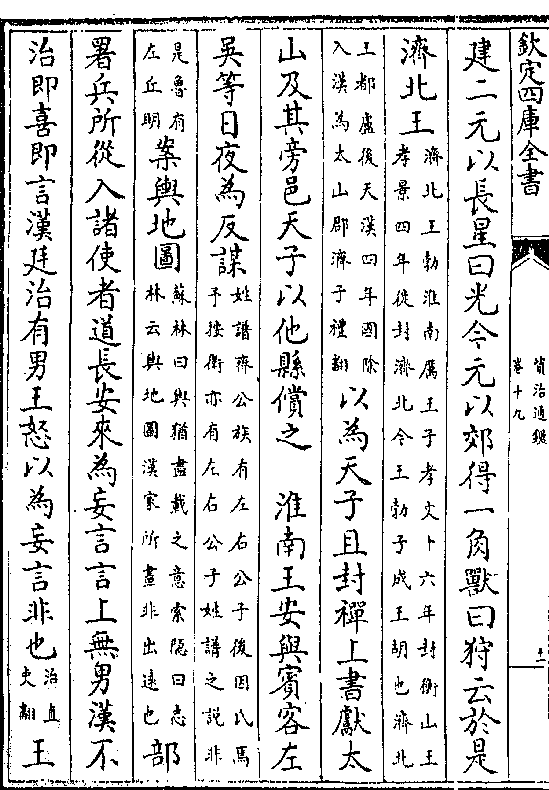 欽定四庫全書
資治通鑑
卷十九
十二
建二元以長星曰光今元以郊得一角獸曰狩云於是
濟北王濟北王勃淮南厲王子孝文十六年封衡山王
孝景四年從封濟北今王勃子成王胡也濟北
王都盧後天漢四年國除
入漢為太山郡濟子禮翻以為天子且封禪上書獻太
山及其旁邑天子以他縣償之 淮南王安與賓客左
吳等日夜為反謀姓譜齊公族有左右公子後因氏焉
予按衛亦有左右公子姓譜之説非
是魯有
左丘明案輿地圖蘇林曰輿猶盡載之意索隠曰志
林云輿地圖漢家所畫非出逺也部
署兵所從入諸使者道長安來為妄言言上無男漢不
治即喜即言漢廷治有男王怒以為妄言非也治直
吏翻王